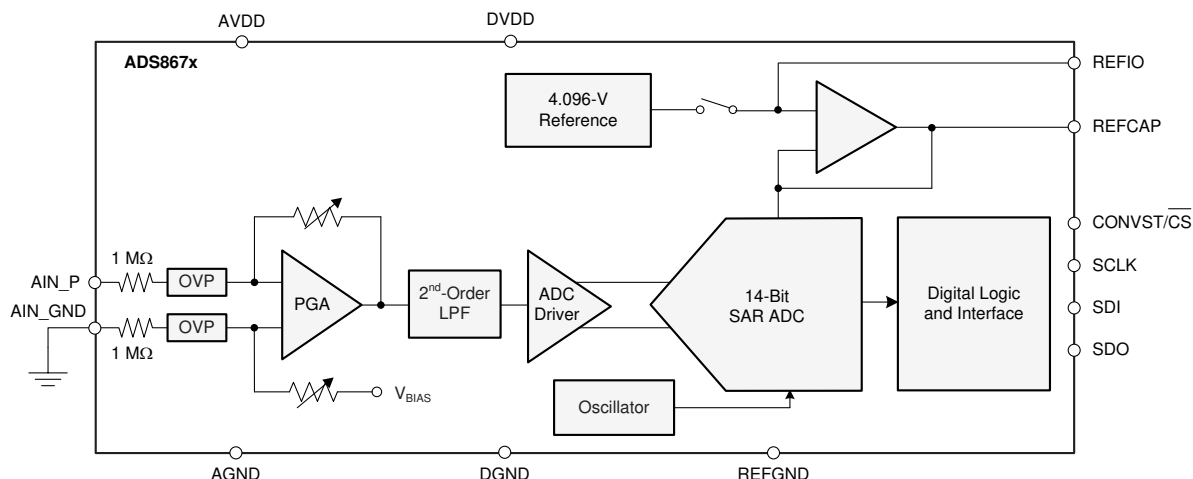 AVDD
DVDD
ADS867x
REFIO
4.096-V
Reference
REFCAP
CONVST/CS
1 MΩ
AIN_P
OVP
SCLK
AIN_GND
PGA
2nd-Order
LPF
ADC
Driver
14-Bit
SAR ADC
Digital Logic
and Interface
SDI
OVP
1 MΩ
SDO
VBIAS
Oscillator
AGND
DGND
REFGND